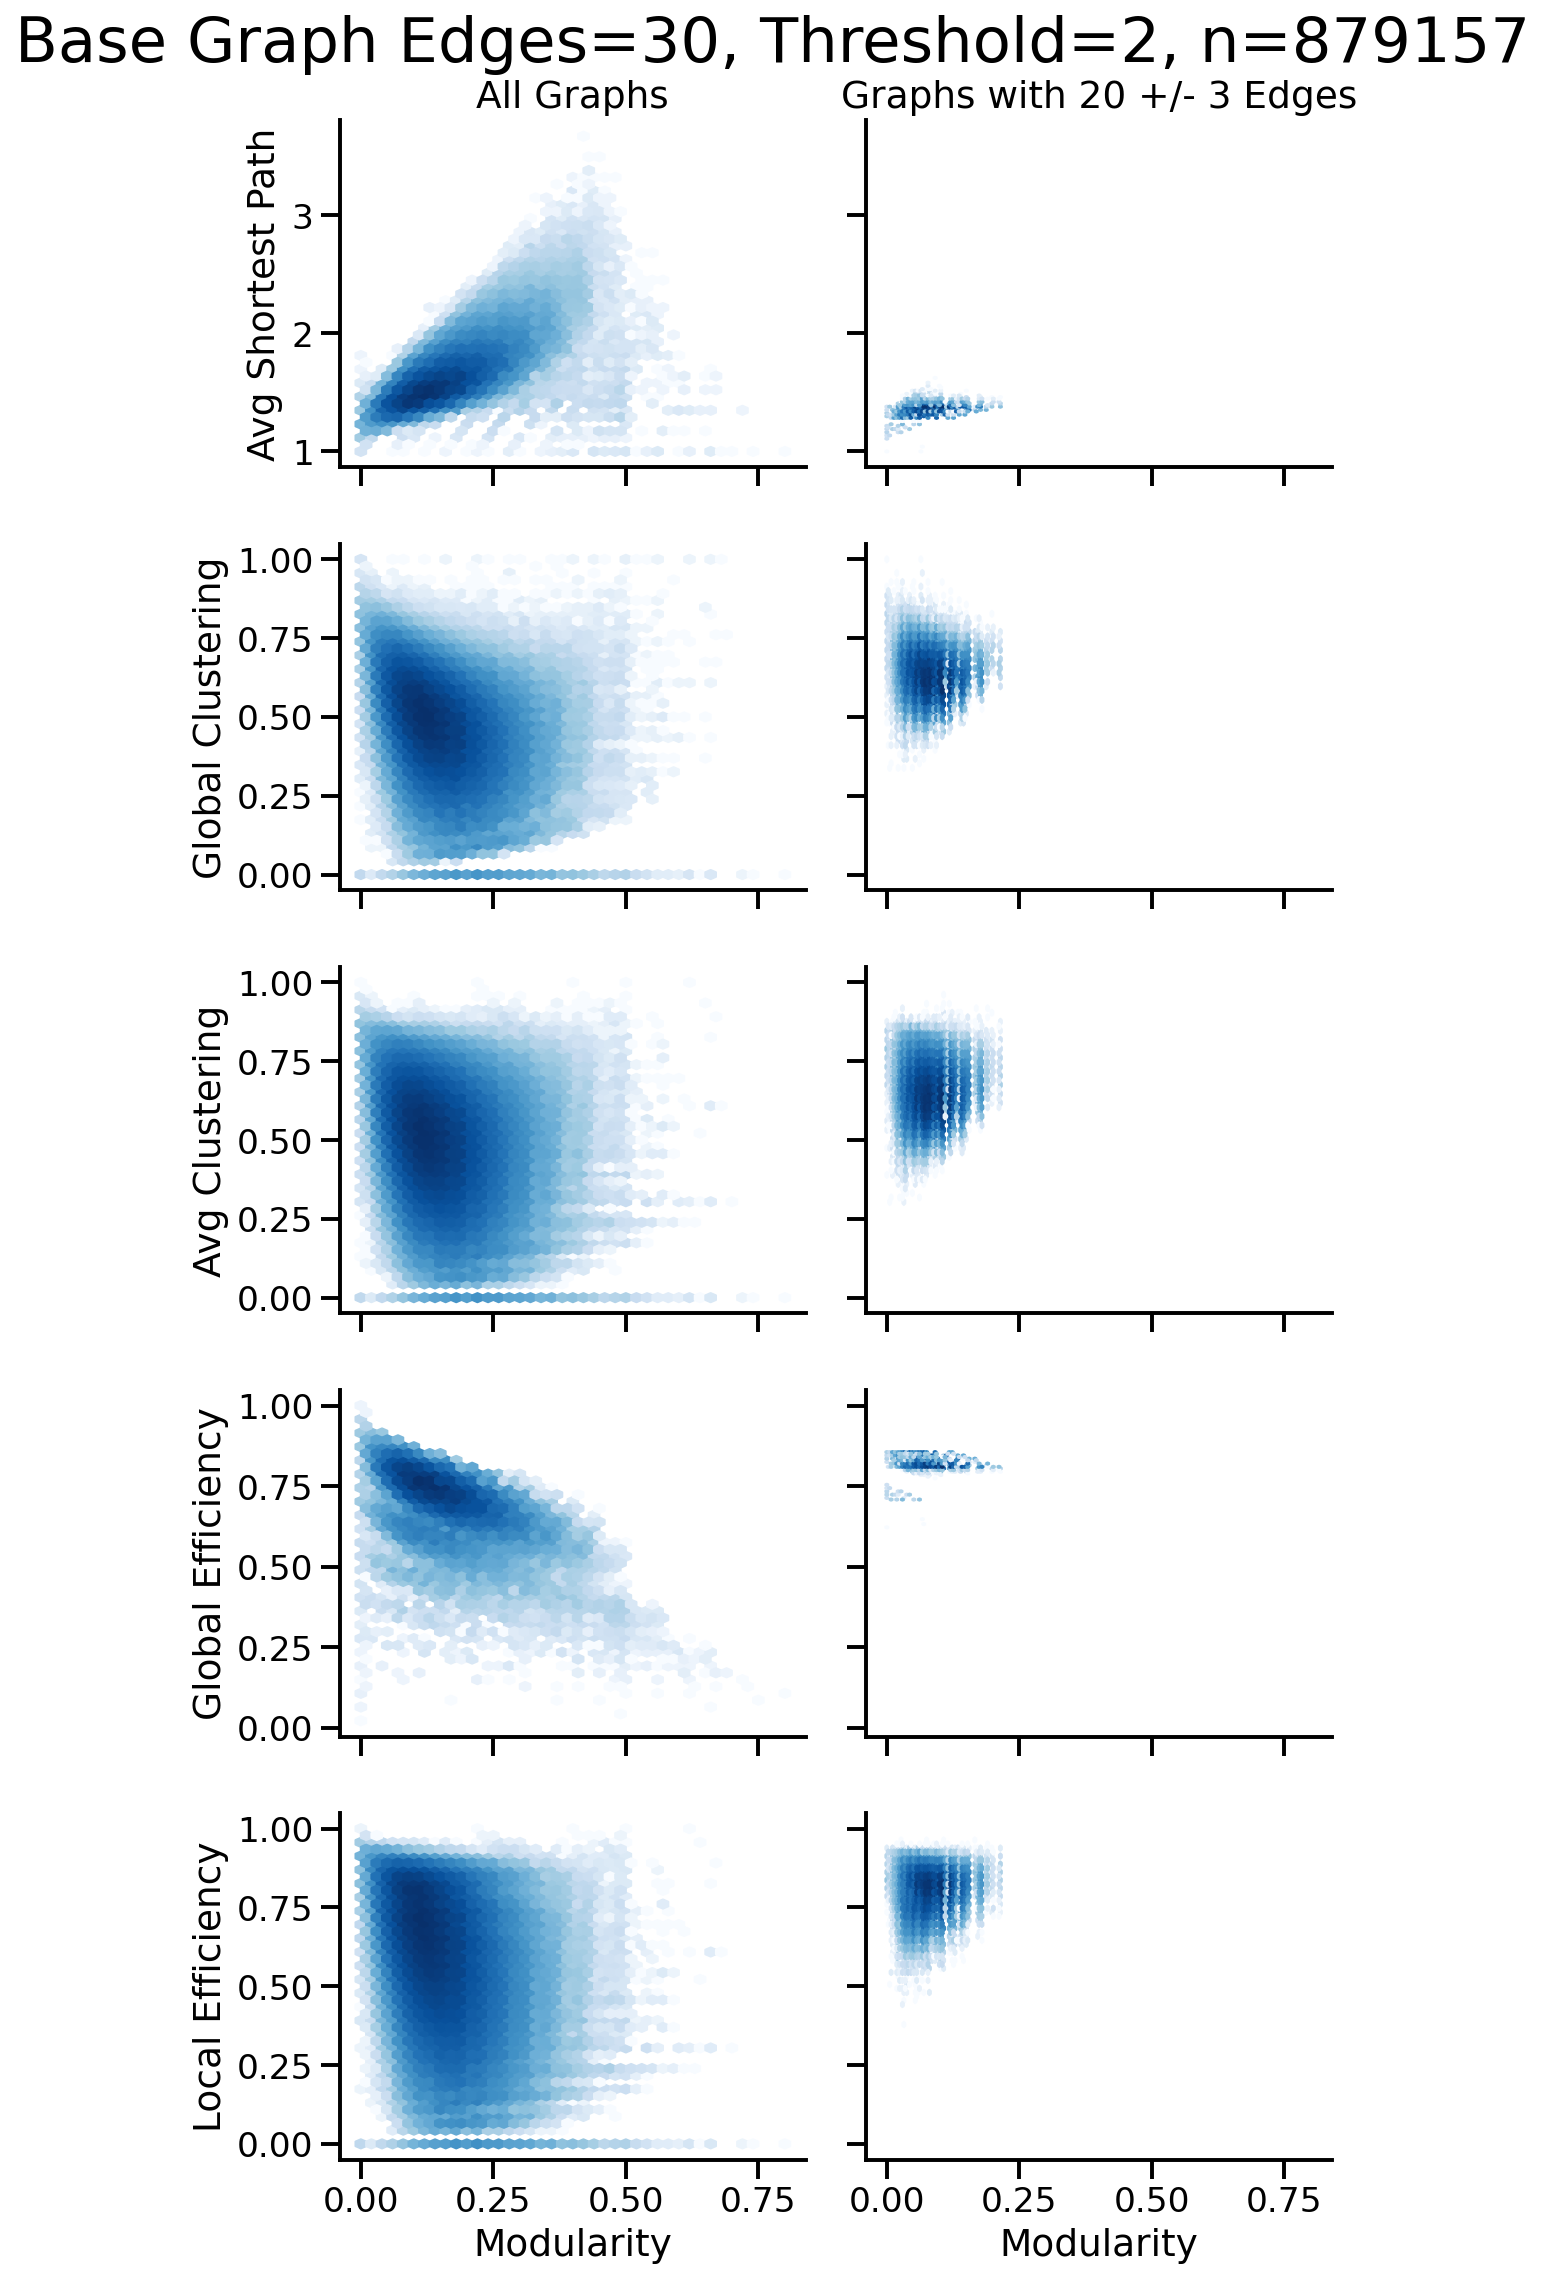 Base Graph Edges=30, Threshold=2, n=879157
All Graphs
Graphs with 20 +/- 3 Edges
Avg Shortest Path
3
2
1
Global Clustering
1.00
0.75
0.50
0.25
0.00
Avg Clustering
1.00
0.75
0.50
0.25
0.00
Global Efficiency
1.00
0.75
0.50
0.25
0.00
Local Efficiency
1.00
0.75
0.50
0.25
0.00
0.00 0.25 0.50 0.75
0.00 0.25 0.50 0.75
Modularity
Modularity